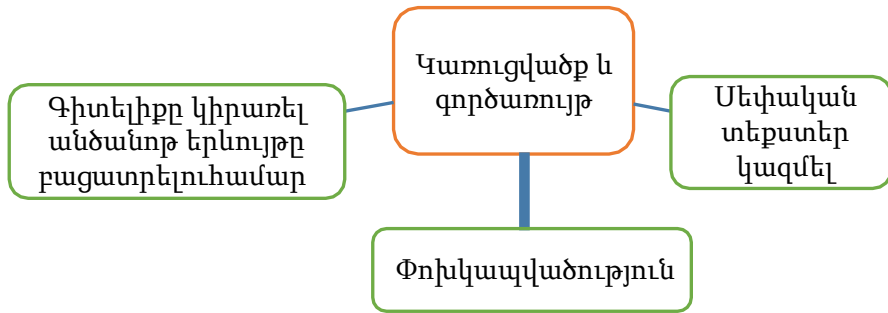 Կառուցվածք և
գործառույթ
Գիտելիքը կիրառել
անծանոթ երևույթը
բացատրելուհամար
Սեփական
տեքստեր
կազմել
Փոխկապվածություն